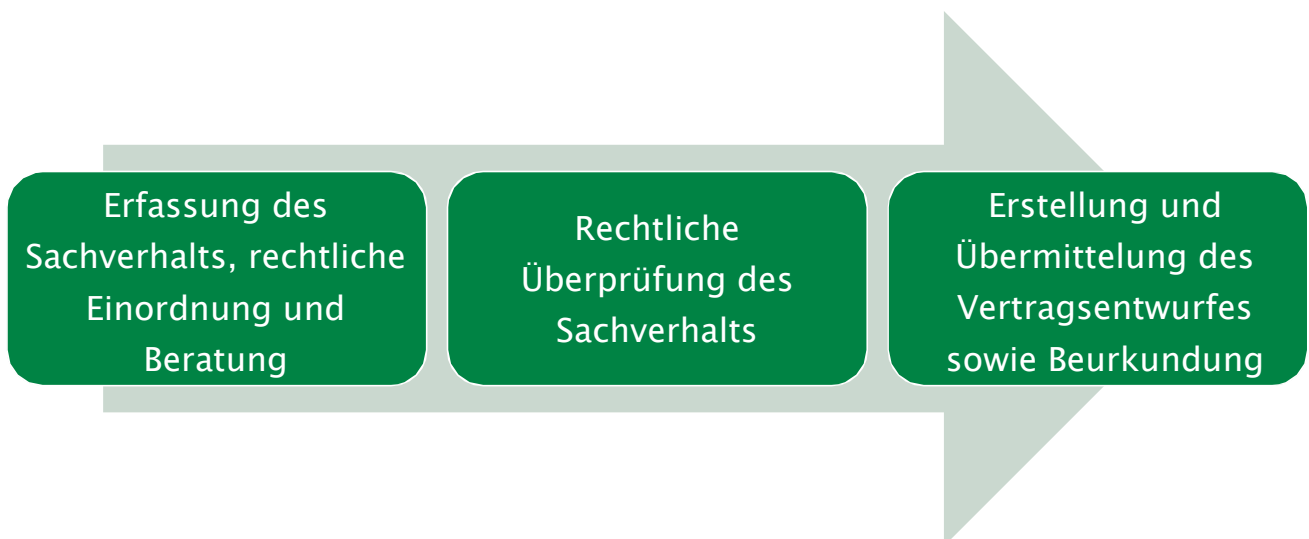 Erfassung des
Sachverhalts, rechtliche
Einordnung und
Beratung
Rechtliche
Überprüfung des
Sachverhalts
Erstellung und
Übermittelung des
Vertragsentwurfes
sowie Beurkundung